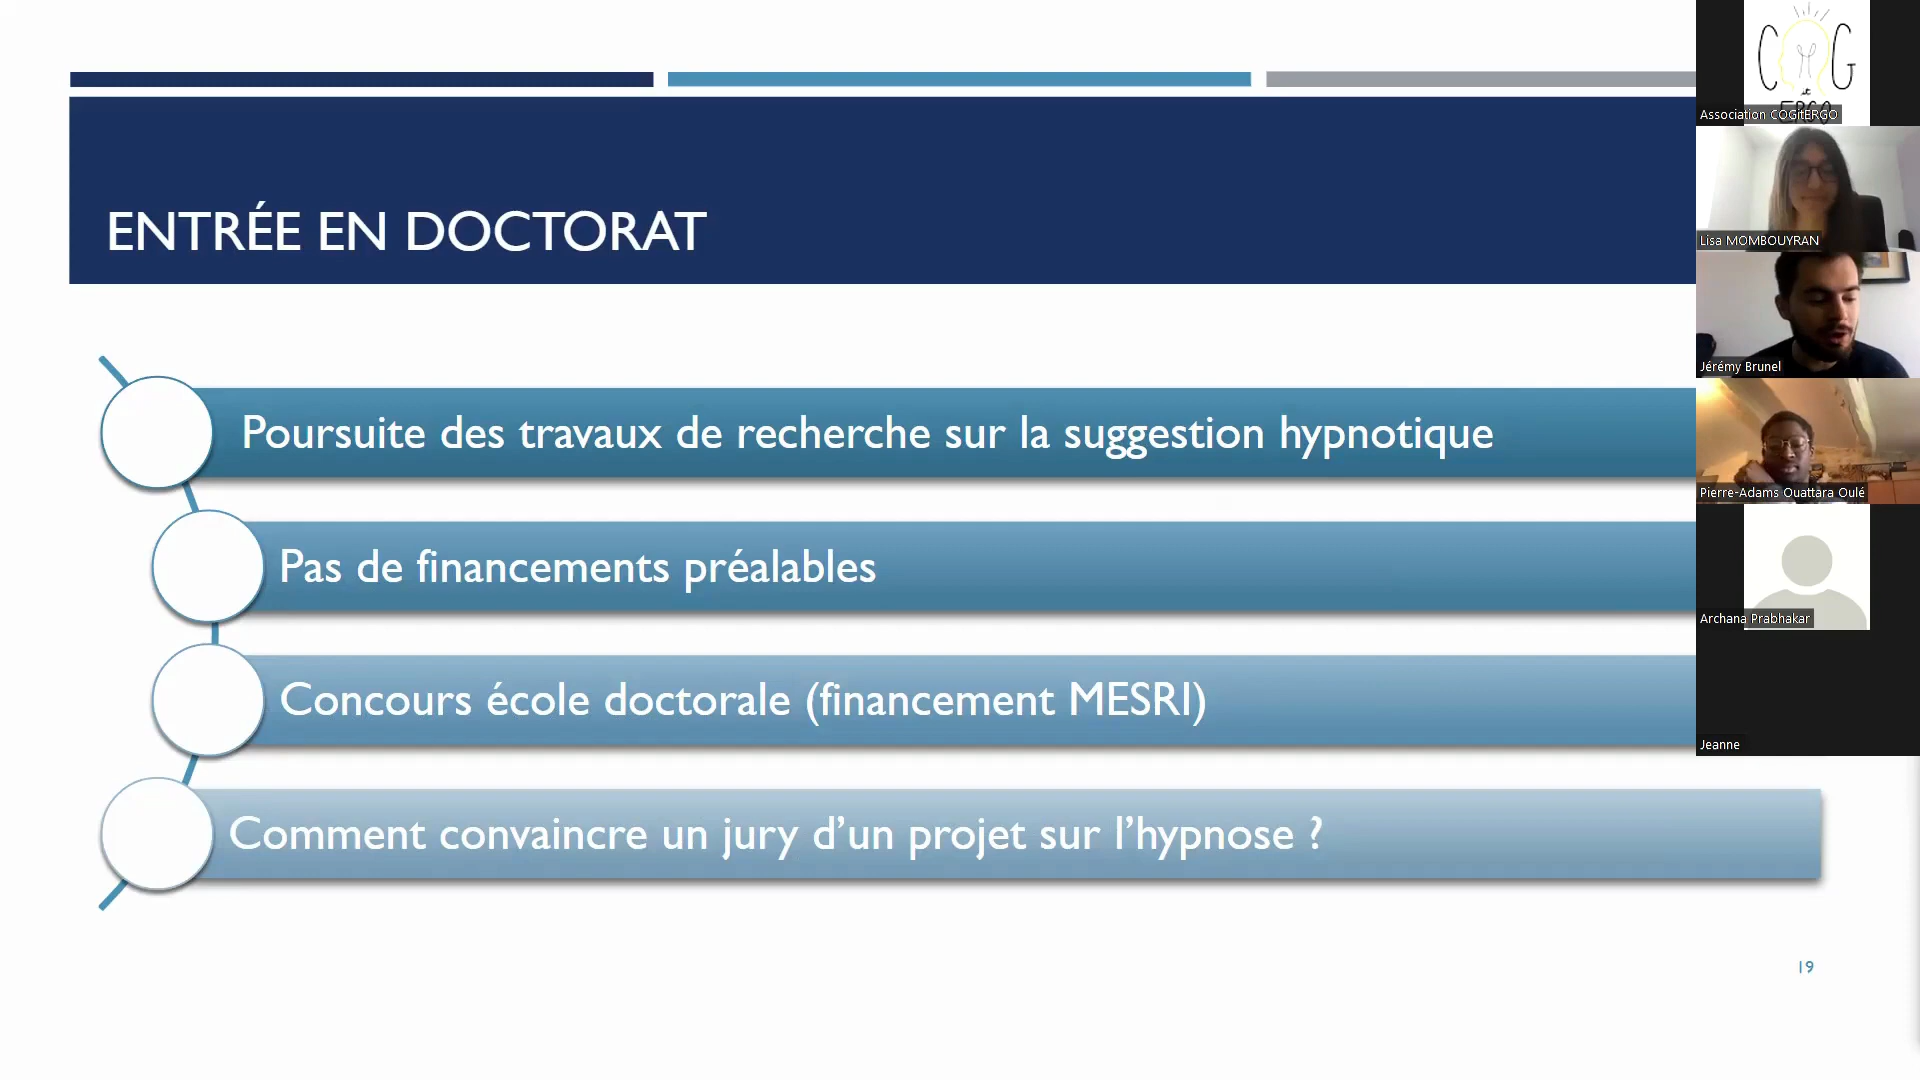 ENTRÉE EN DOCTORAT
Poursuite des travaux de recherche sur la suggestion hypnotique
Pas de financements préalables
Concours école doctorale (financement MESRI)
Comment convaincre un jury d’un projet sur l’hypnose ?
19
C G
it
ERGO
Association COGitERGO
Lisa MOMBOUYRAN
Jérémy Brunel
Pierre-Adams Ouattara Oulé
Archana Prabhakar
Jeanne